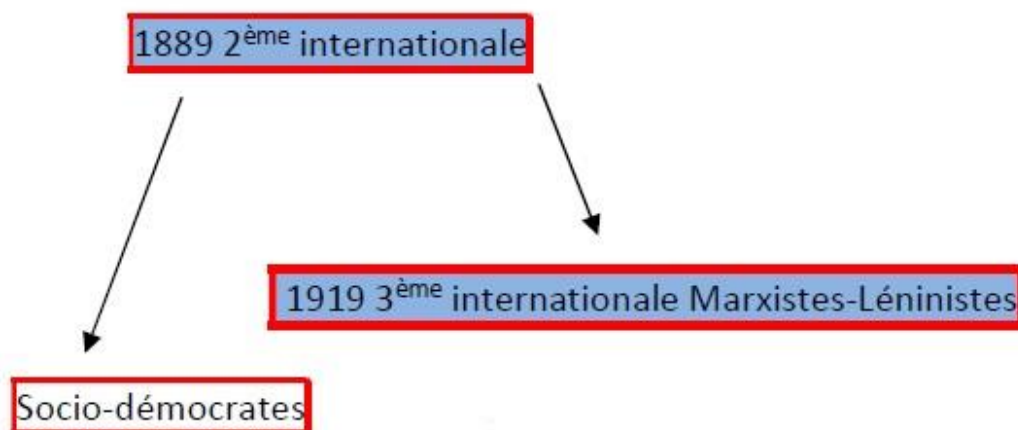 1889 2ème internationale
1919 3ème internationale Marxistes-Léninistes
Socio-démocrates